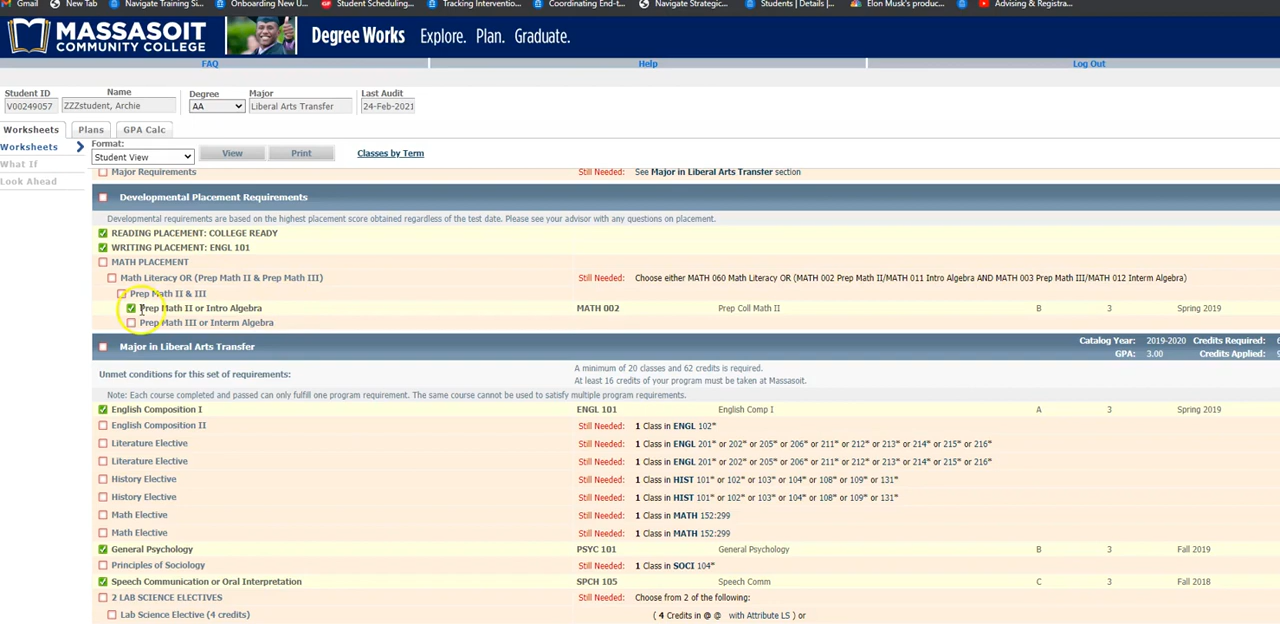 Gmail New Tab Navigate Training Si... Onboarding New U... Student Scheduling... Tracking Interventio... Coordinating End-t... Navigate Strategic... Students | Details |... Elon Musk's produc... Advising & Registra...
MASSASOIT
COMMUNITY COLLEGE
Degree Works Explore. Plan. Graduate.
FAQ Help Log Out
Student ID Name Degree Major Last Audit
V00249057 ZZZstudent, Archie AA Liberal Arts Transfer 24-Feb-2021
Worksheets Plans GPA Calc
Worksheets
What If
Look Ahead
Format:
Student View View Print Classes by Term
Major Requirements Still Needed: See Major in Liberal Arts Transfer section
Developmental Placement Requirements
Developmental requirements are based on the highest placement score obtained regardless of the test date. Please see your advisor with any questions on placement.
READING PLACEMENT: COLLEGE READY
WRITING PLACEMENT: ENGL 101
MATH PLACEMENT
Math Literacy OR (Prep Math II & Prep Math III) Still Needed: Choose either MATH 060 Math Literacy OR (MATH 002 Prep Math II/MATH 011 Intro Algebra AND MATH 003 Prep Math III/MATH 012 Interm Algebra)
Prep Math II & III
Prep Math II or Intro Algebra MATH 002 Prep Coll Math II B 3 Spring 2019
Prep Math III or Interm Algebra
Major in Liberal Arts Transfer Catalog Year: 2019-2020 Credits Required: 6
GPA: 3.00 Credits Applied: 9
Unmet conditions for this set of requirements: A minimum of 20 classes and 62 credits is required.
At least 16 credits of your program must be taken at Massasoit.
Note: Each course completed and passed can only fulfill one program requirement. The same course cannot be used to satisfy multiple program requirements.
English Composition I ENGL 101 English Comp I A 3 Spring 2019
English Composition II Still Needed: 1 Class in ENGL 102*
Literature Elective Still Needed: 1 Class in ENGL 201* or 202* or 205* or 206* or 211* or 212* or 213* or 214* or 215* or 216*
Literature Elective Still Needed: 1 Class in ENGL 201* or 202* or 205* or 206* or 211* or 212* or 213* or 214* or 215* or 216*
History Elective Still Needed: 1 Class in HIST 101* or 102* or 103* or 104* or 108* or 109* or 131*
History Elective Still Needed: 1 Class in HIST 101* or 102* or 103* or 104* or 108* or 109* or 131*
Math Elective Still Needed: 1 Class in MATH 152:299
Math Elective Still Needed: 1 Class in MATH 152:299
General Psychology PSYC 101 General Psychology B 3 Fall 2019
Principles of Sociology Still Needed: 1 Class in SOCI 104*
Speech Communication or Oral Interpretation SPCH 105 Speech Comm C 3 Fall 2018
2 LAB SCIENCE ELECTIVES Still Needed: Choose from 2 of the following:
Lab Science Elective (4 credits) ( 4 Credits in @ @ with Attribute LS ) or